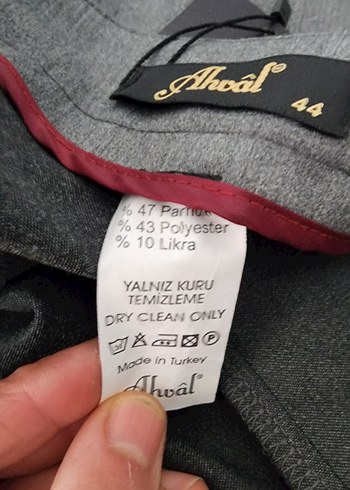 Ahvâl
44
% 47 Pamuk
% 43 Polyester
% 10 Likra
YALNIZ KURU
TEMİZLEME
DRY CLEAN ONLY
P
Made in Turkey
Ahvâl